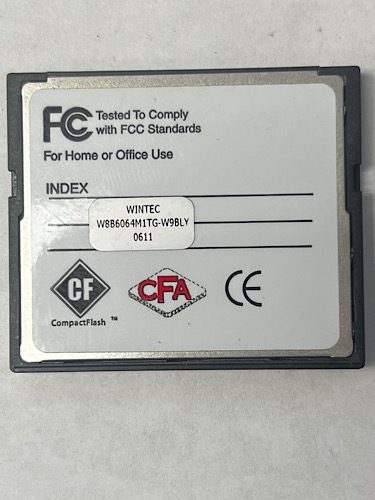 FC Tested To Comply
with FCC Standards
For Home or Office Use
INDEX
WINTEC
W8B6064M1TG-W9BLY
0611
CF CFA CE
CompactFlash ™